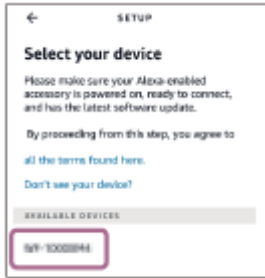 SETUP
Select your device
Please make sure your Alexa-enabled
accessory is powered on, ready to connect,
and has the latest software update.
By proceeding from this step, you agree to
all the terms found here.
Don't see your device?
AVAILABLE DEVICES